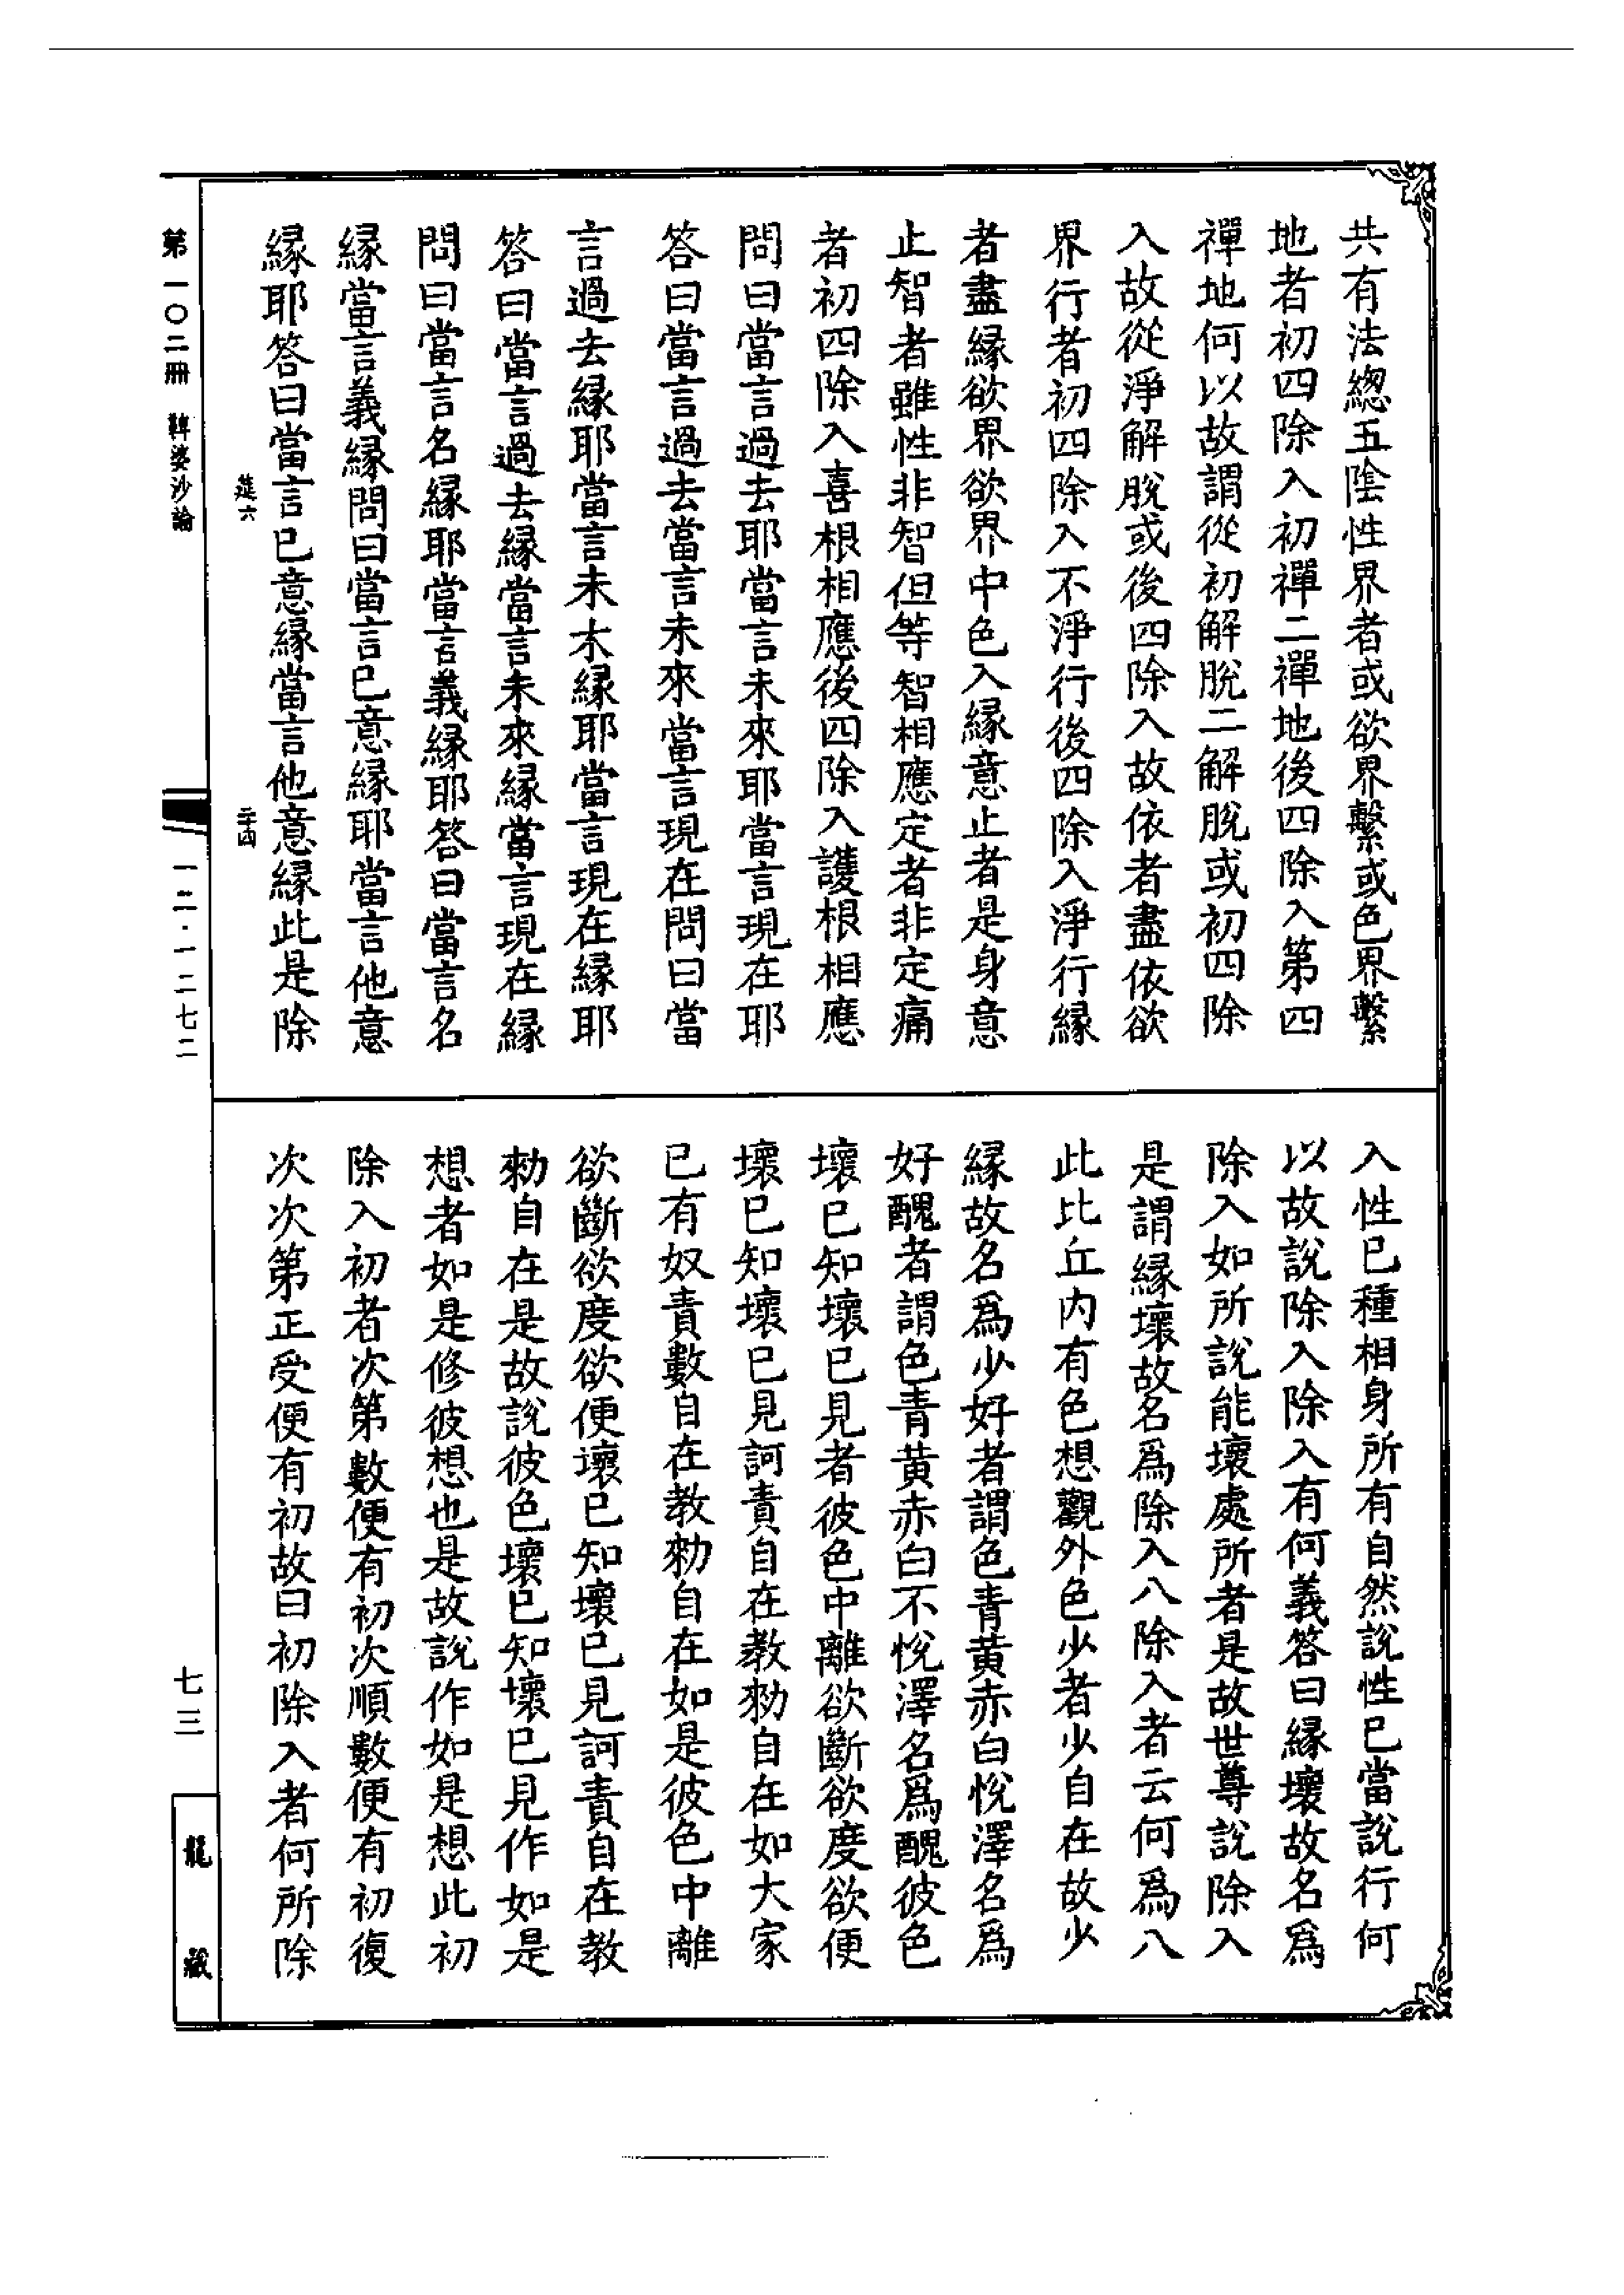 共有法總五陰性界者或欲界繫或色界繫
地者初四除入初禪二禪地後四除入第四
禪地何以故謂從初解脫二解脫或初四除
入故從淨解脫或後四除入故依者盡依欲
界行者初四除入不淨行後四除入淨行緣
者盡緣欲界欲界中色入緣意止者是身意
止智者雖性非智但等智相應定者非定痛
者初四除入喜根相應後四除入護根相應
問曰當言過去耶當言未來耶當言現在耶
答曰當言過去當言未來當言現在問曰當
言過去緣耶當言未木緣耶當言現在緣耶
答曰當言過去緣當言未來緣當言現在緣
問曰當言名緣耶當言義緣耶答曰當言名
緣當言義緣問曰當言已意緣耶當言他意
緣耶答曰當言已意緣當言他意緣此是除
入性已種相身所有自然說性已當說行何
以故說除入除入有何義答曰緣壞故名爲
除入如所說能壞處所者是故世尊說除入
是謂緣壞故名爲除入八除入者云何爲八
此比丘内有色想觀外色少者少自在故少
緣故名爲少好者謂色青黄赤白悅澤名爲
好醜者謂色青黄赤白不悅澤名爲醜彼色
壞已知壞已見者彼色中離欲斷欲度欲便
壞已知壞已見訶責自在教勑自在如大家
已有奴責數自在教勑自在如是彼色中離
欲斷欲度欲便壞已知壞已見訶責自在教
勑自在是故說彼色壞已知壞已見作如是
想者如是修彼想也是故說作如是想此初
除入初者次第數便有初次順數便有初復
次次第正受便有初故曰初除入者何所除
筵六
二十四
第一〇二冊
鞞婆沙論
一二·一二七二
七三
龍藏